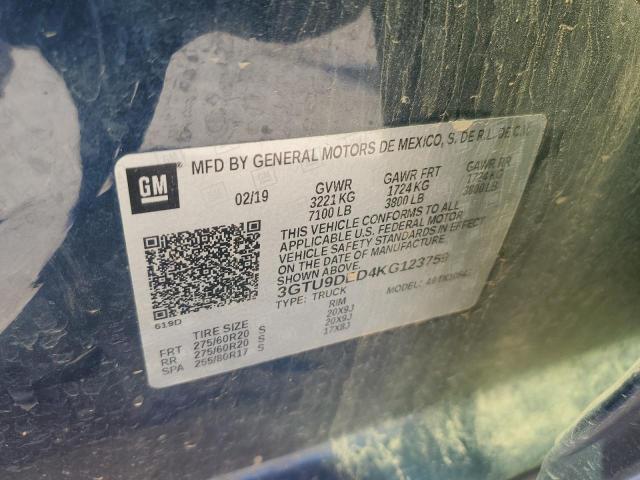 MFD BY GENERAL MOTORS DE MEXICO, S. DE R.L. DE C.V.
GM
02/19 GVWR GAWR FRT GAWR RR
3221 KG 1724 KG 1724 KG
7100 LB 3800 LB 3800 LB
THIS VEHICLE CONFORMS TO ALL
APPLICABLE U.S. FEDERAL MOTOR
VEHICLE SAFETY STANDARDS IN EFFECT
ON THE DATE OF MANUFACTURE
SHOWN ABOVE.
3GTU9DED4KG123759
619D TYPE: TRUCK MODEL:
TIRE SIZE RIM
FRT 275/60R20 S 20X9J
RR 275/60R20 S 20X9J
SPA 255/80R17 S 17X8J